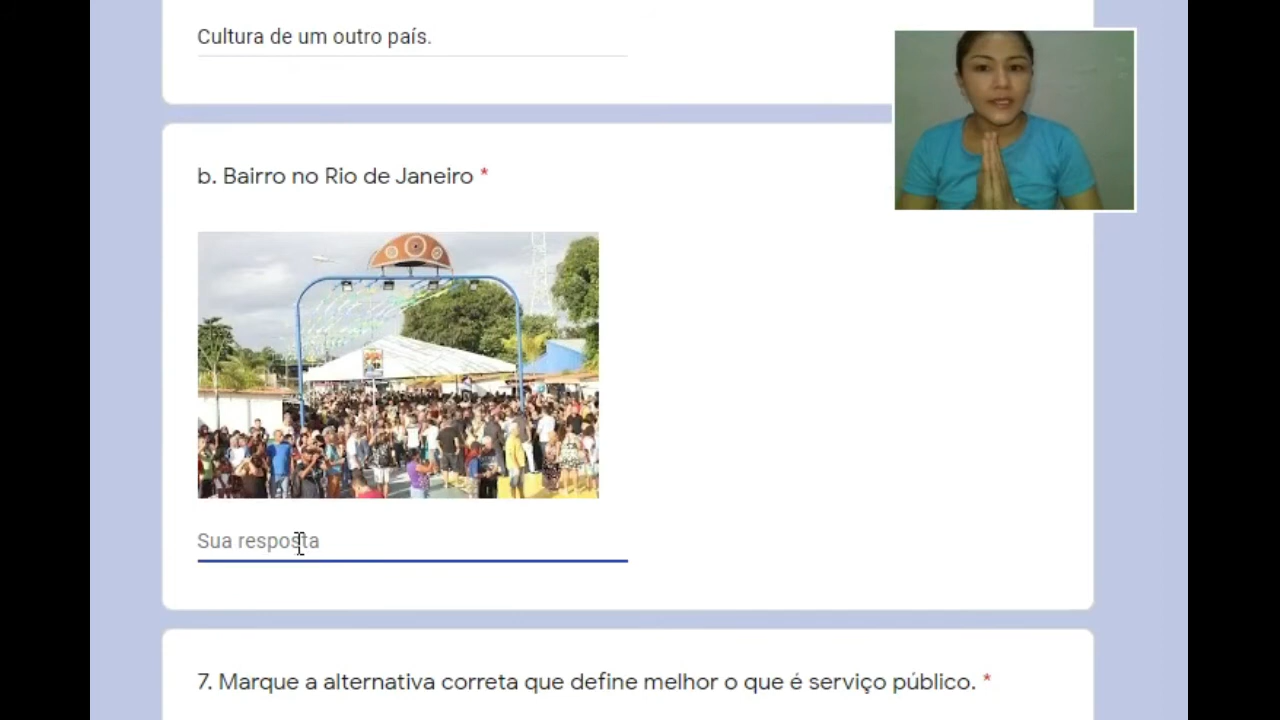 Cultura de um outro país.
b. Bairro no Rio de Janeiro *
Sua resposta
7. Marque a alternativa correta que define melhor o que é serviço público. *